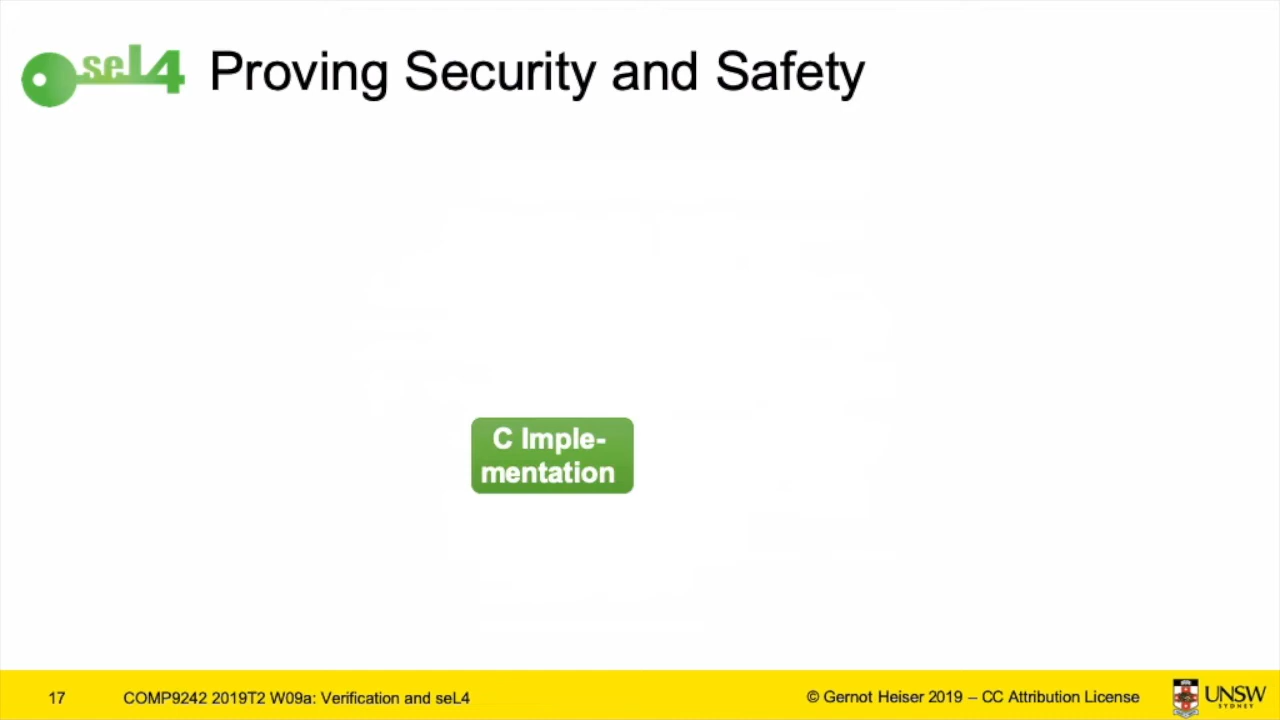 seL4 Proving Security and Safety
C Imple-
mentation
17 COMP9242 2019T2 W09a: Verification and seL4 © Gernot Heiser 2019 – CC Attribution License UNSW
SYDNEY